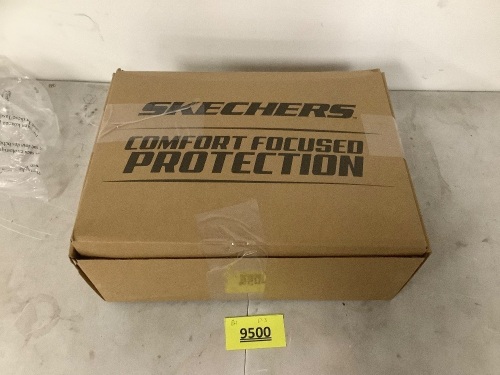 SKECHERS
COMFORT FOCUSED
PROTECTION
9500